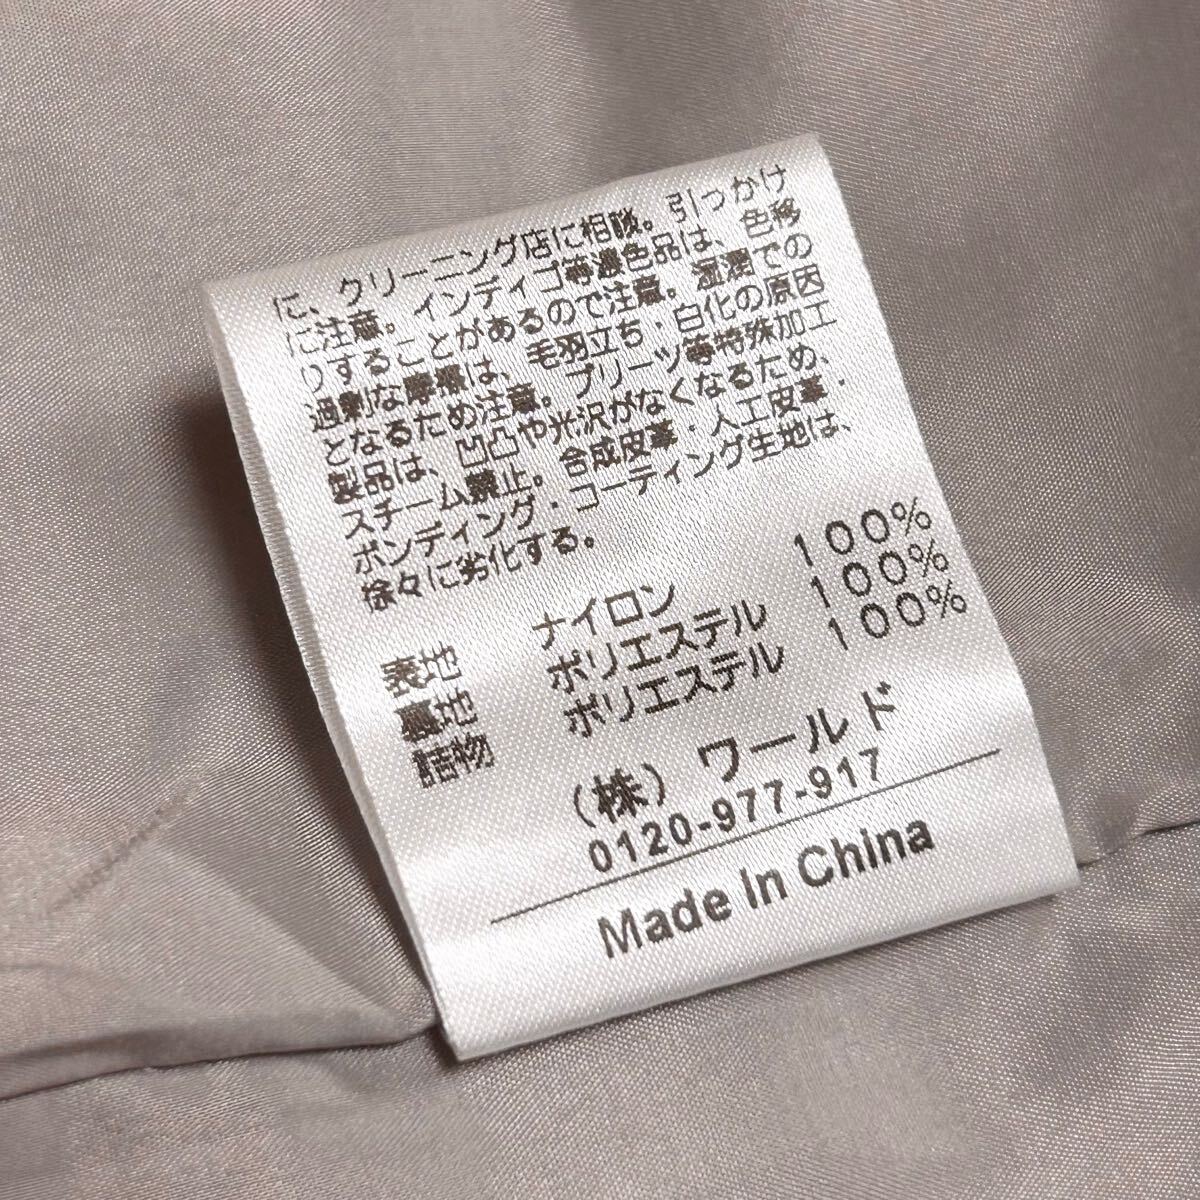 に、クリーニング店に相談。引っかけ
に注意。インディゴ等濃色品は、色移
りすることがあるので注意。湿潤での
過剰な摩擦は、毛羽立ち・白化の原因
となるため注意。プリーツ等特殊加工
製品は、凹凸や光沢がなくなるため、
スチーム禁止。合成皮革・人工皮革・
ボンディング・コーティング生地は、
徐々に劣化する。
表地 ナイロン 100%
裏地 ポリエステル 100%
詰物 ポリエステル 100%
(株) ワールド
0120-977-917
Made In China